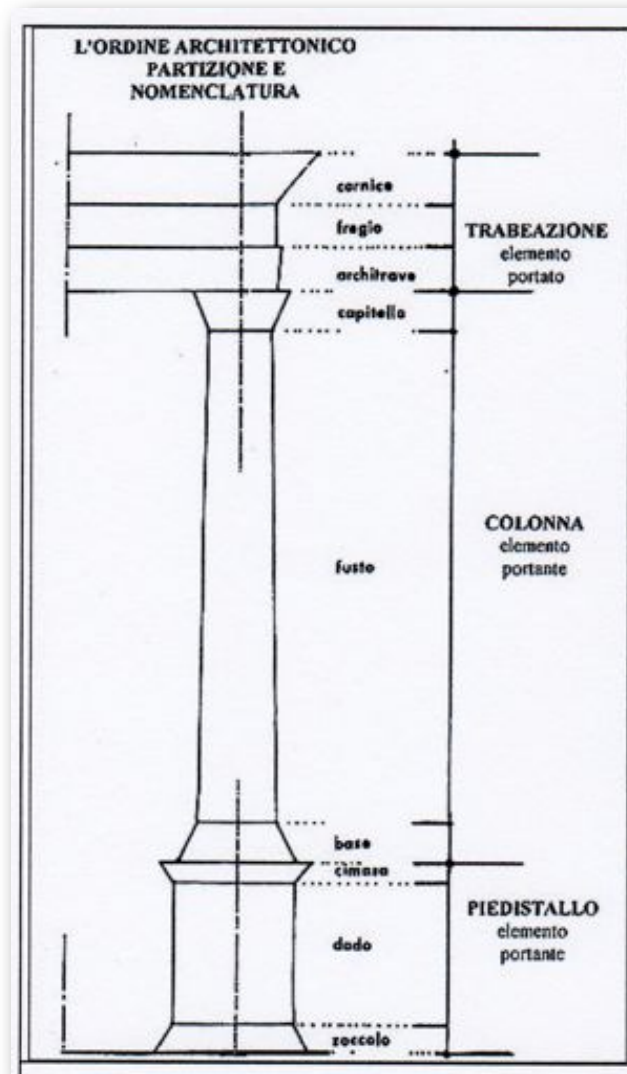 L'ORDINE ARCHITETTONICO
PARTIZIONE E
NOMENCLATURA
cornice
fregio
architrave
capitello
TRABEAZIONE
elemento
portato
fusto
COLONNA
elemento
portante
base
cimasa
dado
zoccolo
PIEDISTALLO
elemento
portante